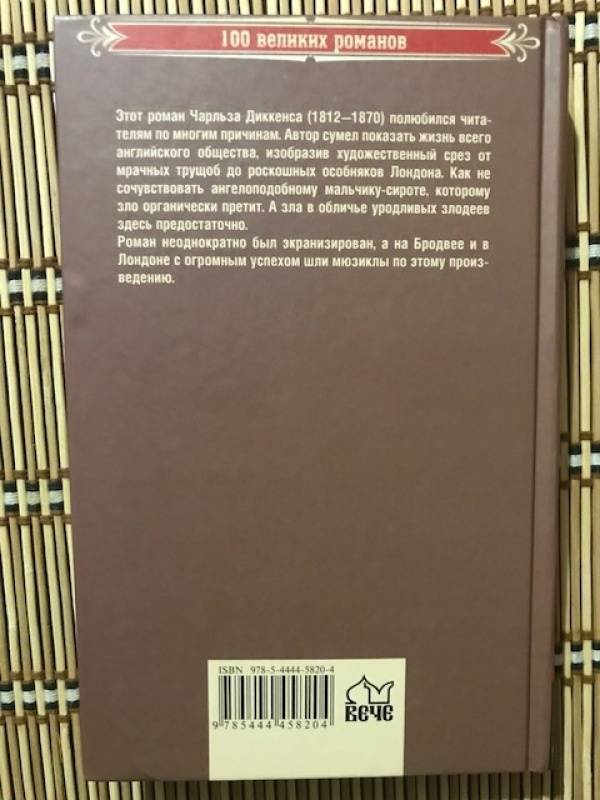 100 великих романов
Этот роман Чарльза Диккенса (1812—1870) полюбился чита-
телям по многим причинам. Автор сумел показать жизнь всего
английского общества, изобразив художественный срез от
мрачных трущоб до роскошных особняков Лондона. Как не
сочувствовать ангелоподобному мальчику-сироте, которому
зло органически претит. А зла в обличье уродливых злодеев
здесь предостаточно.
Роман неоднократно был экранизирован, а на Бродвее и в
Лондоне с огромным успехом шли мюзиклы по этому произ-
ведению.
ISBN 978-5-4444-5820-4
9 785444 458204
ВЕЧЕ